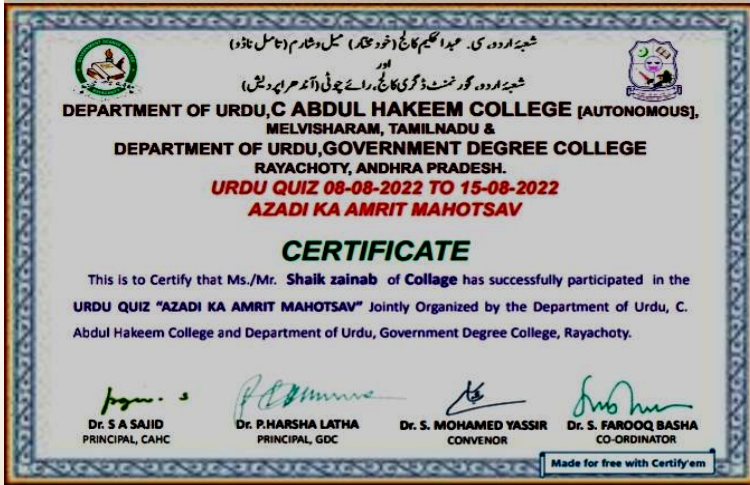 شعبۂ اردو، سی۔ عبدالحکیم کالج (خود مختار) میل وشارم (تامل ناڈو)
اور
شعبۂ اردو، گورنمنٹ ڈگری کالج، رائے چوٹی (آندھرا پردیش)
DEPARTMENT OF URDU,C ABDUL HAKEEM COLLEGE [AUTONOMOUS],
MELVISHARAM, TAMILNADU &
DEPARTMENT OF URDU,GOVERNMENT DEGREE COLLEGE
RAYACHOTY, ANDHRA PRADESH.
URDU QUIZ 08-08-2022 TO 15-08-2022
AZADI KA AMRIT MAHOTSAV
CERTIFICATE
This is to Certify that Ms./Mr. Shaik zainab of Collage has successfully participated in the
URDU QUIZ “AZADI KA AMRIT MAHOTSAV” Jointly Organized by the Department of Urdu, C.
Abdul Hakeem College and Department of Urdu, Government Degree College, Rayachoty.
Dr. S A SAJID
PRINCIPAL, CAHC
Dr. P.HARSHA LATHA
PRINCIPAL, GDC
Dr. S. MOHAMED YASSIR
CONVENOR
Dr. S. FAROOQ BASHA
CO-ORDINATOR
Made for free with Certify'em